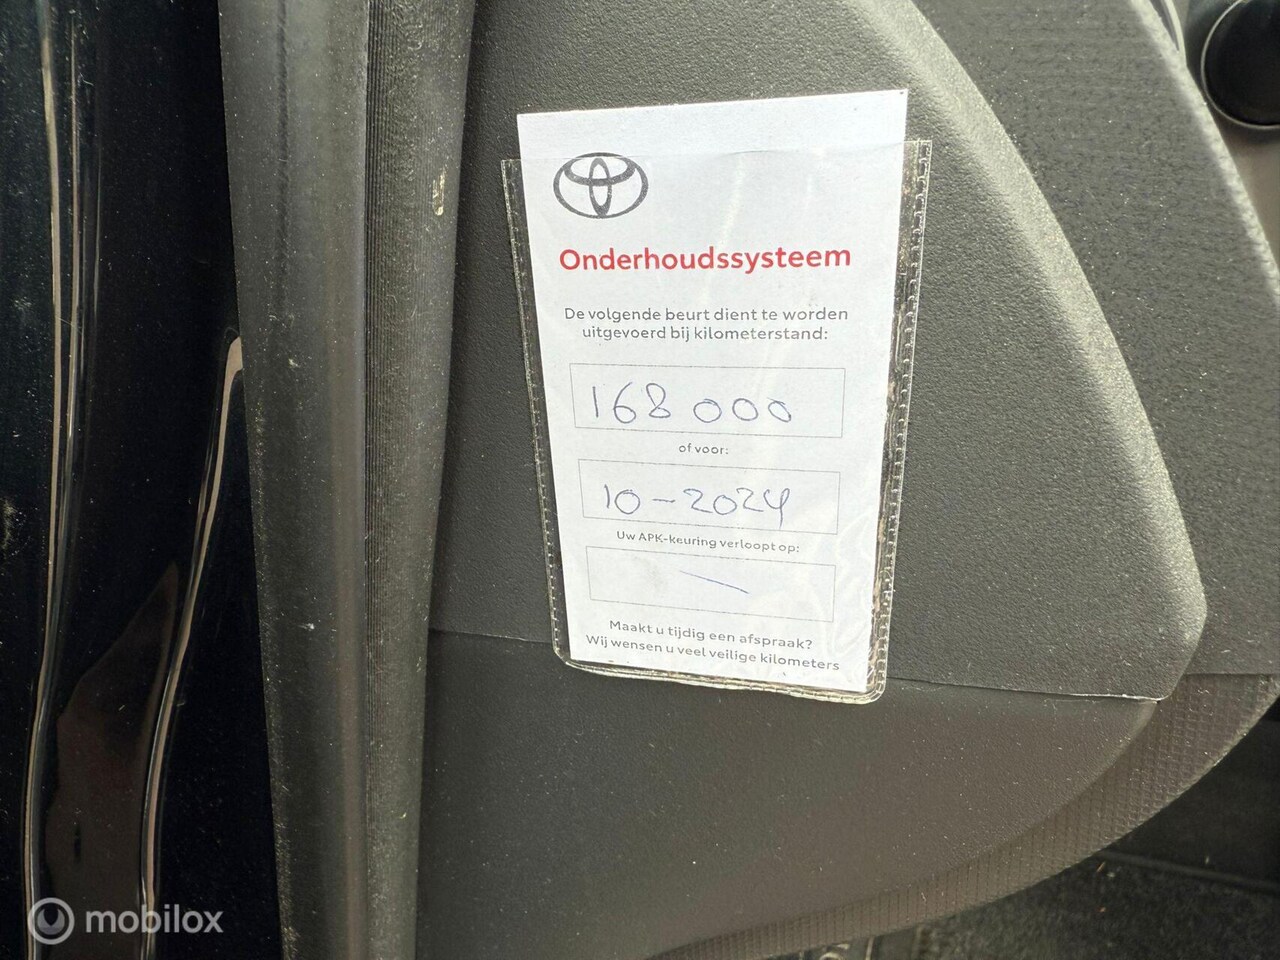 Onderhoudssysteem
De volgende beurt dient te worden
uitgevoerd bij kilometerstand:
168 000
of voor:
10-2024
Uw APK-keuring verloopt op:
Maakt u tijdig een afspraak?
Wij wensen u veel veilige kilometers
mobilox